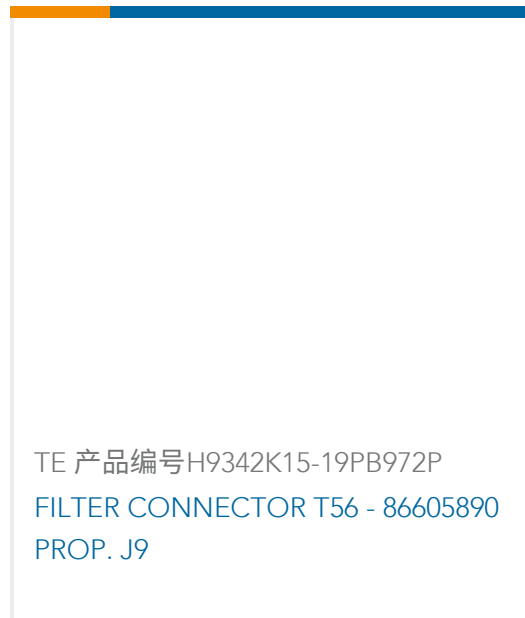 TE 产品编号H9342K15-19PB972P
FILTER CONNECTOR T56 - 86605890
PROP. J9